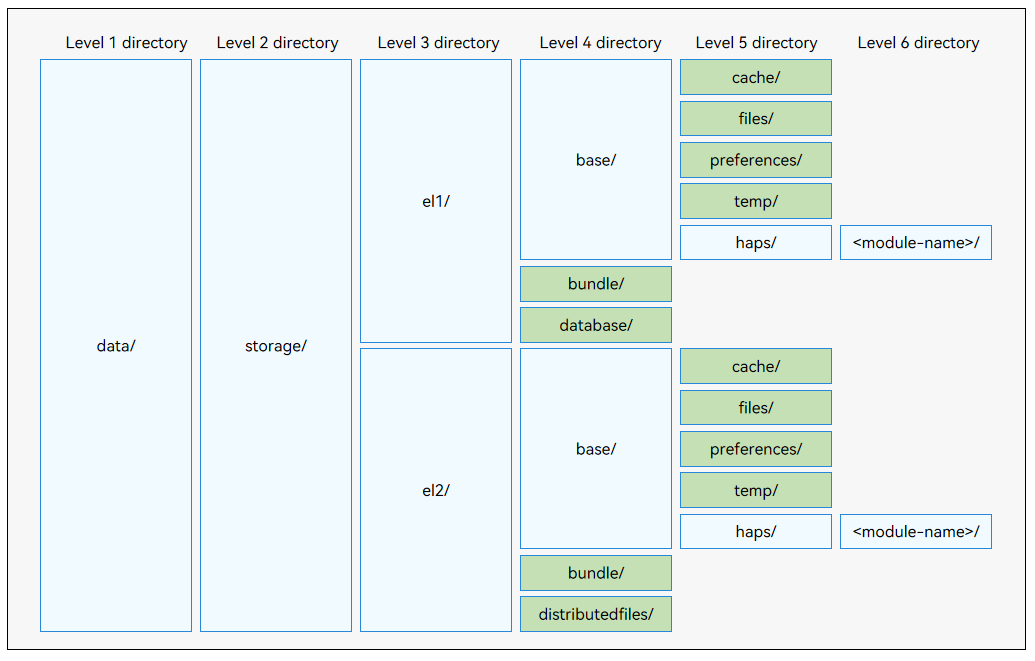 Level 1 directory Level 2 directory Level 3 directory Level 4 directory Level 5 directory Level 6 directory
cache/
files/
base/ preferences/
el1/ temp/
haps/ <module-name>/
bundle/
database/
data/ storage/
cache/
files/
base/ preferences/
el2/ temp/
haps/ <module-name>/
bundle/
distributedfiles/